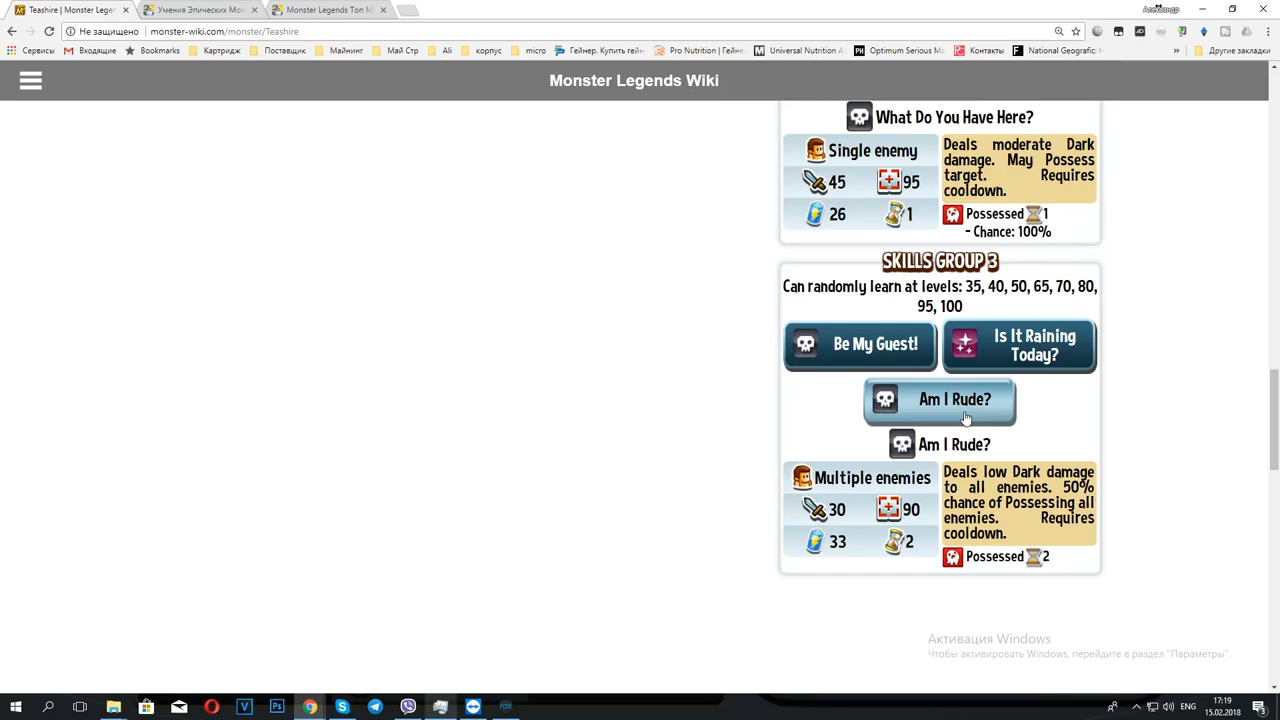 Teashire | Monster Legen
Умения Эпических Мон
Monster Legends Топ М
Александр
Не защищено
monster-wiki.com/monster/Teashire
Сервисы
Входящие
Bookmarks
Картридж
Поставщик
Майнинг
Май Стр
Ali
корпус
micro
Гейнер. Купить гейн
Pro Nutrition | Гейне
Universal Nutrition
Optimum Serious Ma
Контакты
National Geografic
Другие закладки
Monster Legends Wiki
What Do You Have Here?
Single enemy
45
95
26
1
Deals moderate Dark
damage. May Possess
target. Requires
cooldown.
Possessed 1
- Chance: 100%
SKILLS GROUP 3
Can randomly learn at levels: 35, 40, 50, 65, 70, 80,
95, 100
Be My Guest!
Is It Raining
Today?
Am I Rude?
Am I Rude?
Multiple enemies
30
90
33
2
Deals low Dark damage
to all enemies. 50%
chance of Possessing all
enemies. Requires
cooldown.
Possessed 2
Активация Windows
Чтобы активировать Windows, перейдите в раздел "Параметры".
ENG
17:19
15.02.2018